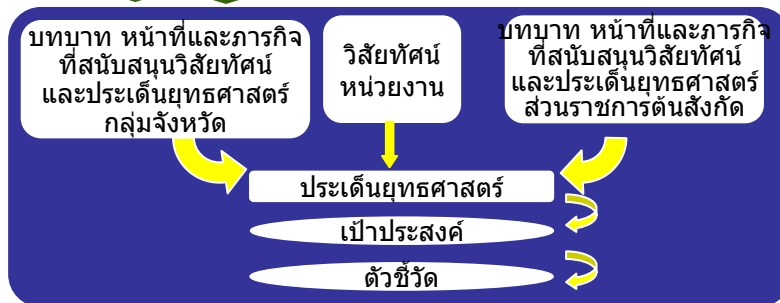 บทบาท หน้าที่และภารกิจ
ที่สนับสนุนวิสัยทัศน์
และประเด็นยุทธศาสตร์
กลุ่มจังหวัด
วิสัยทัศน์
หน่วยงาน
บทบาท หน้าที่และภารกิจ
ที่สนับสนุนวิสัยทัศน์
และประเด็นยุทธศาสตร์
ส่วนราชการต้นสังกัด
ประเด็นยุทธศาสตร์
เป้าประสงค์
ตัวชี้วัด